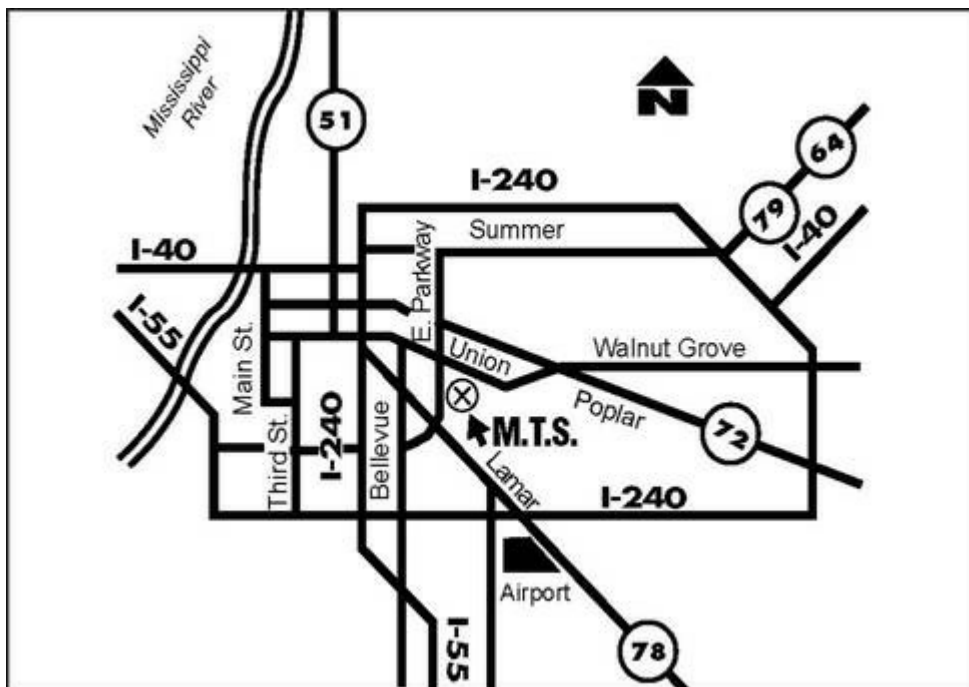 Mississippi
River
51
N
64
79
I-240
Summer
I-40
I-40
E. Parkway
I-55
Main St.
Union
Walnut Grove
Poplar
M.T.S.
72
Third St.
I-240
Bellevue
Lamar
I-240
Airport
I-55
78